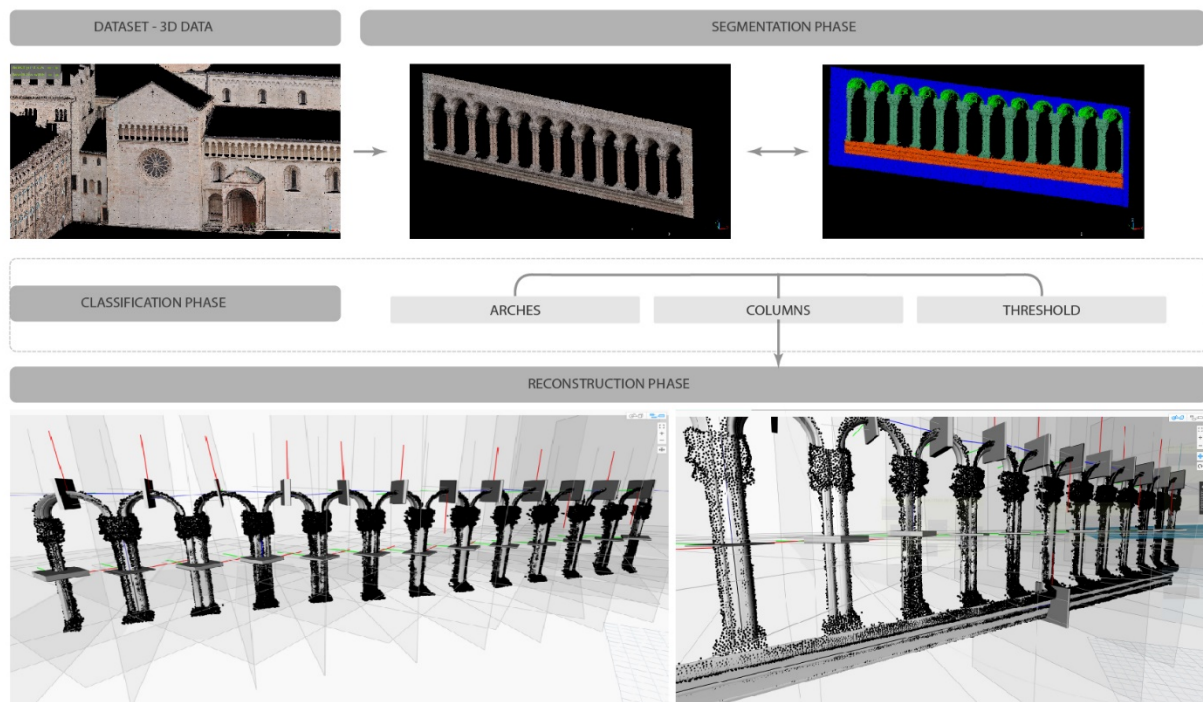 DATASET - 3D DATA
SEGMENTATION PHASE
CLASSIFICATION PHASE
ARCHES
COLUMNS
THRESHOLD
RECONSTRUCTION PHASE